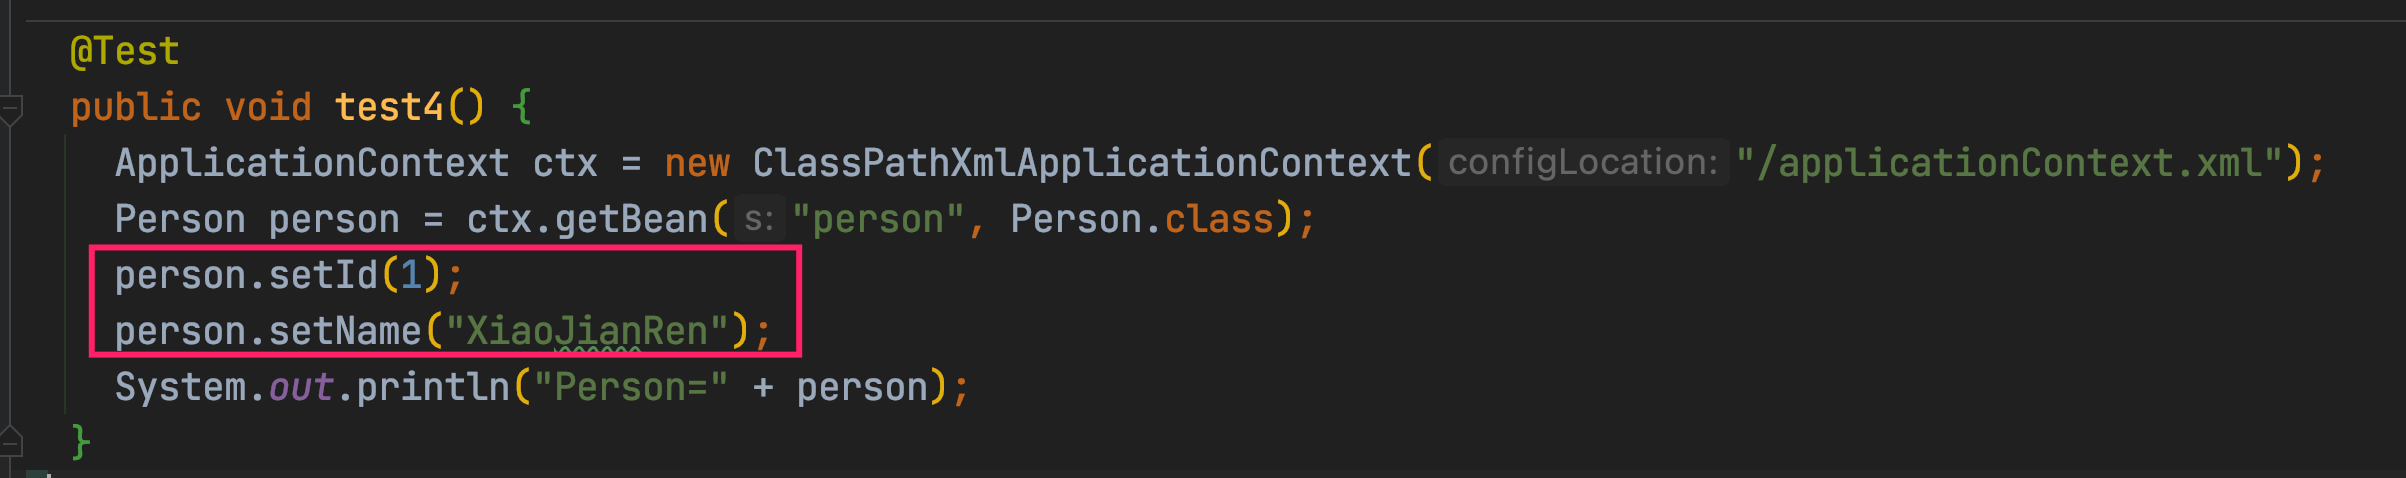 @Test
public void test4() {
ApplicationContext ctx = new ClassPathXmlApplicationContext( configLocation: "/applicationContext.xml");
Person person = ctx.getBean( s: "person", Person.class);
person.setId(1);
person.setName("XiaoJianRen");
System.out.println("Person=" + person);
}